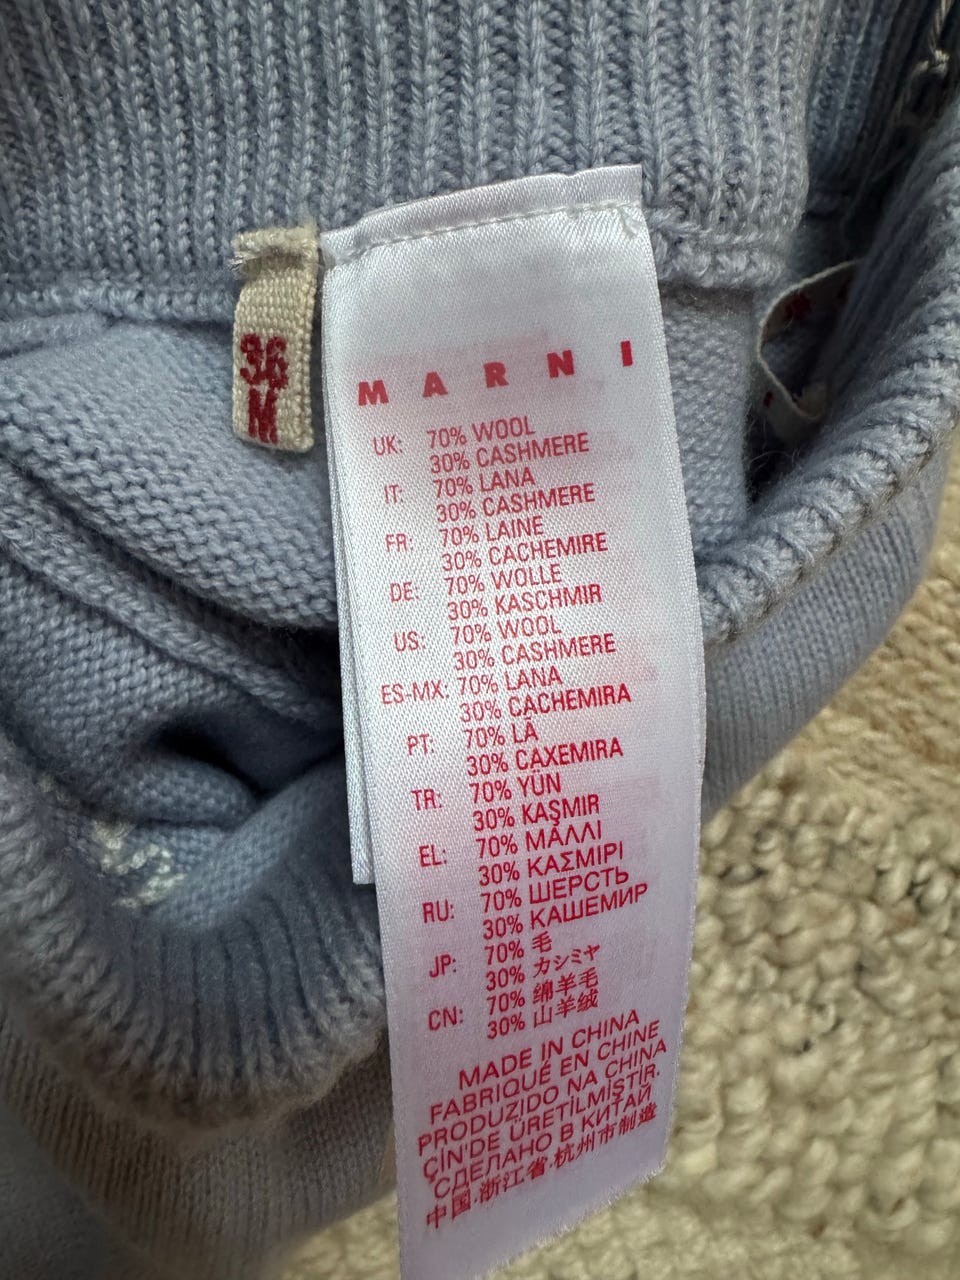 36
M
MARNI
UK: 70% WOOL
30% CASHMERE
IT: 70% LANA
30% CASHMERE
FR: 70% LAINE
30% CACHEMIRE
DE: 70% WOLLE
30% KASCHMIR
US: 70% WOOL
30% CASHMERE
ES-MX: 70% LANA
30% CACHEMIRA
PT: 70% LÃ
30% CAXEMIRA
TR: 70% YÜN
30% KAŞMIR
EL: 70% ΜΑΛΛΙ
30% ΚΑΣΜΙΡΙ
RU: 70% ШЕРСТЬ
30% КАШЕМИР
JP: 70% 毛
30% カシミヤ
CN: 70% 绵羊毛
30% 山羊绒
MADE IN CHINA
FABRIQUÉ EN CHINE
PRODUZIDO NA CHINA
ÇİN'DE ÜRETİLMİŞTİR.
СДЕЛАНО В КИТАЙ
中国·浙江省·杭州市制造